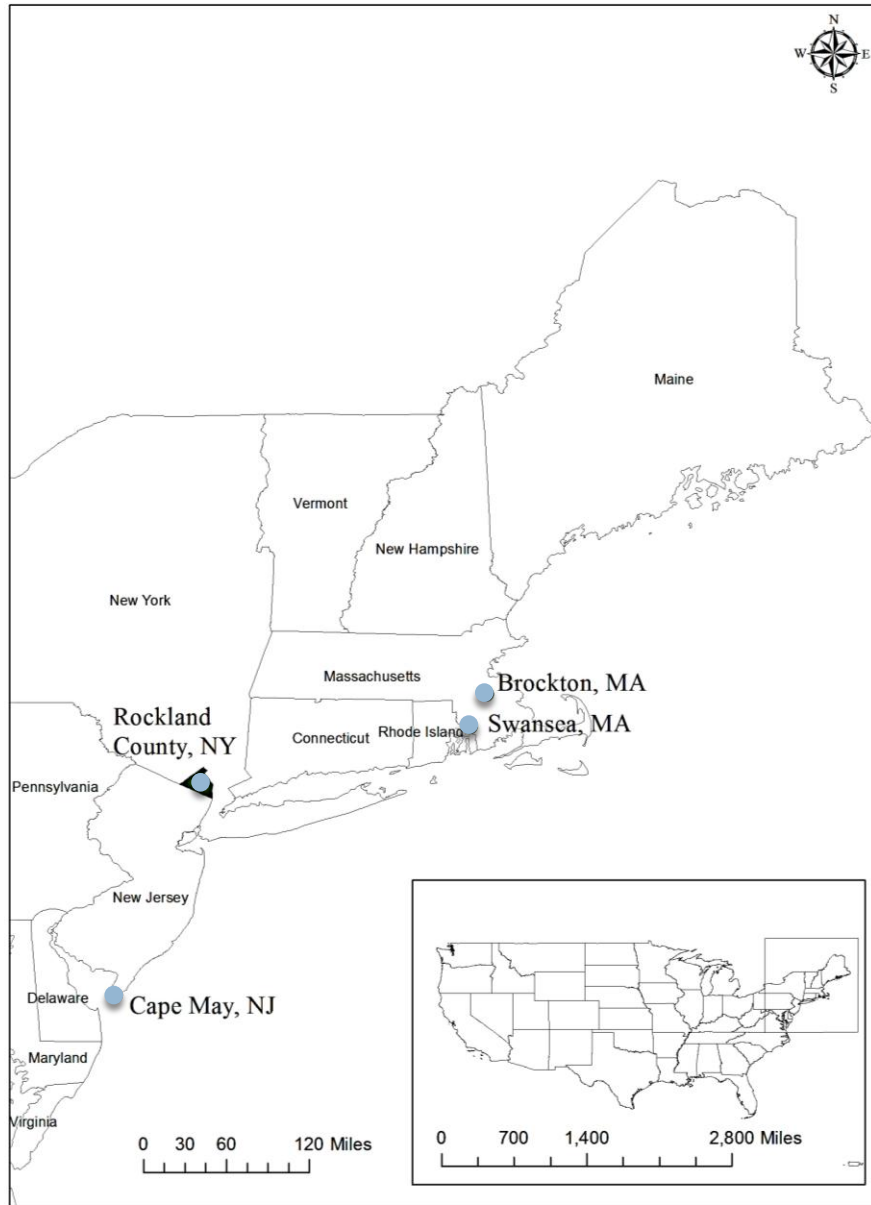 N
W E
S
Maine
Vermont
New Hampshire
New York
Massachusetts
Brockton, MA
Rockland
County, NY
Connecticut
Rhode Island
Swansea, MA
Pennsylvania
New Jersey
Delaware
Cape May, NJ
Maryland
Virginia
0 30 60 120 Miles
0 700 1,400 2,800 Miles